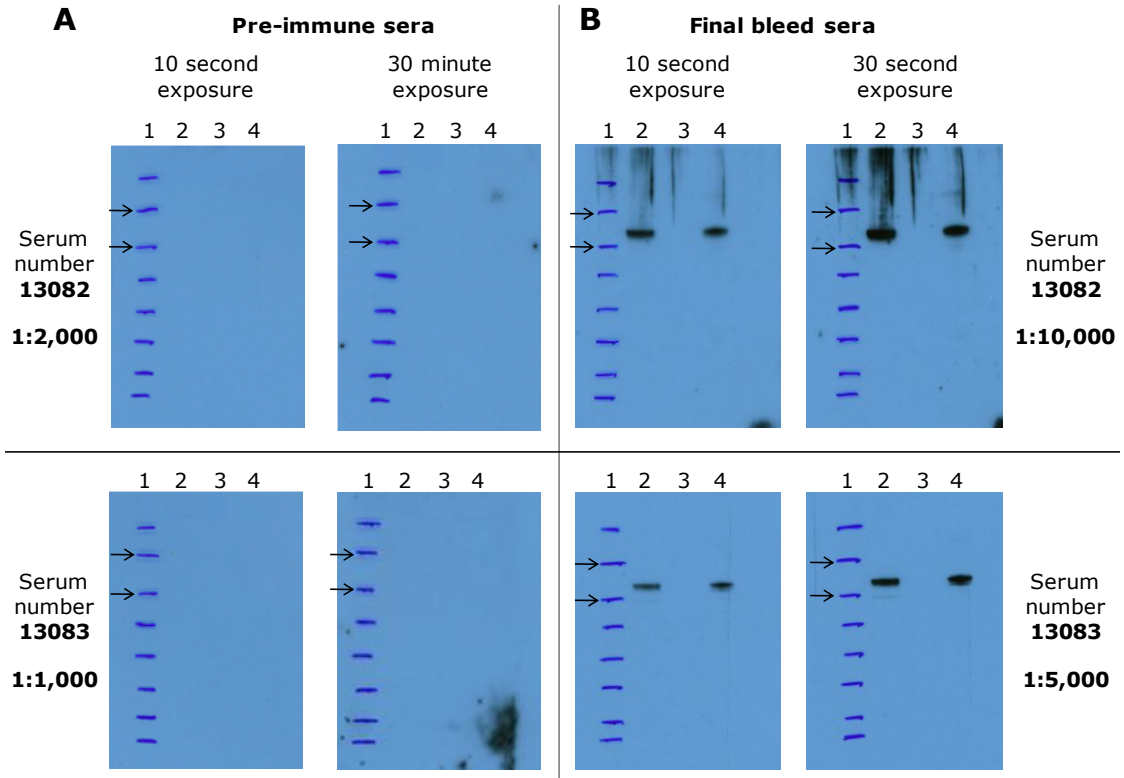 A
Pre-immune sera
10 second
exposure
30 minute
exposure
1 2 3 4
1 2 3 4
Serum
number
13082
1:2,000
B
Final bleed sera
10 second
exposure
30 second
exposure
1 2 3 4
1 2 3 4
Serum
number
13082
1:10,000
1 2 3 4
1 2 3 4
Serum
number
13083
1:1,000
1 2 3 4
1 2 3 4
Serum
number
13083
1:5,000